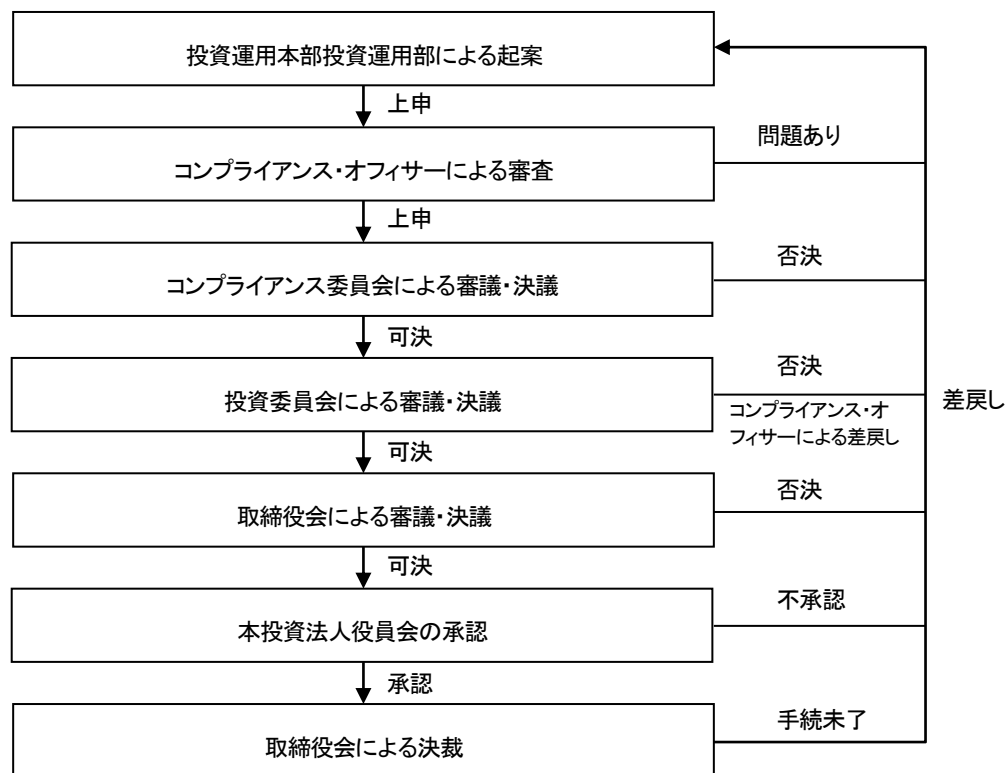 投資運用本部投資運用部による起案
上申
問題あり
コンプライアンス・オフィサーによる審査
上申
否決
コンプライアンス委員会による審議・決議
可決
否決
投資委員会による審議・決議
コンプライアンス・オ
フィサーによる差戻し
差戻し
可決
否決
取締役会による審議・決議
可決
不承認
本投資法人役員会の承認
承認
手続未了
取締役会による決裁